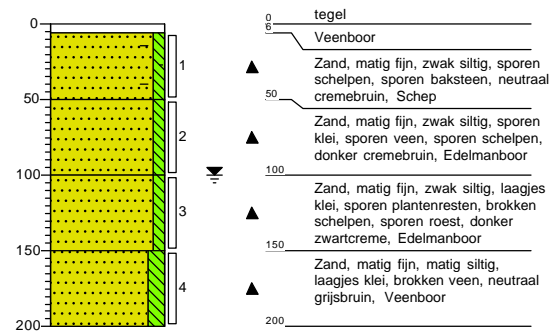 0
50
100
150
200
1
2
3
4
0
tegel
6
Veenboor
Zand, matig fijn, zwak siltig, sporen
schelpen, sporen baksteen, neutraal
cremebruin, Schep
50
Zand, matig fijn, zwak siltig, sporen
klei, sporen veen, sporen schelpen,
donker cremebruin, Edelmanboor
100
Zand, matig fijn, zwak siltig, laagjes
klei, sporen plantenresten, brokken
schelpen, sporen roest, donker
zwartcreme, Edelmanboor
150
Zand, matig fijn, matig siltig,
laagjes klei, brokken veen, neutraal
grijsbruin, Veenboor
200